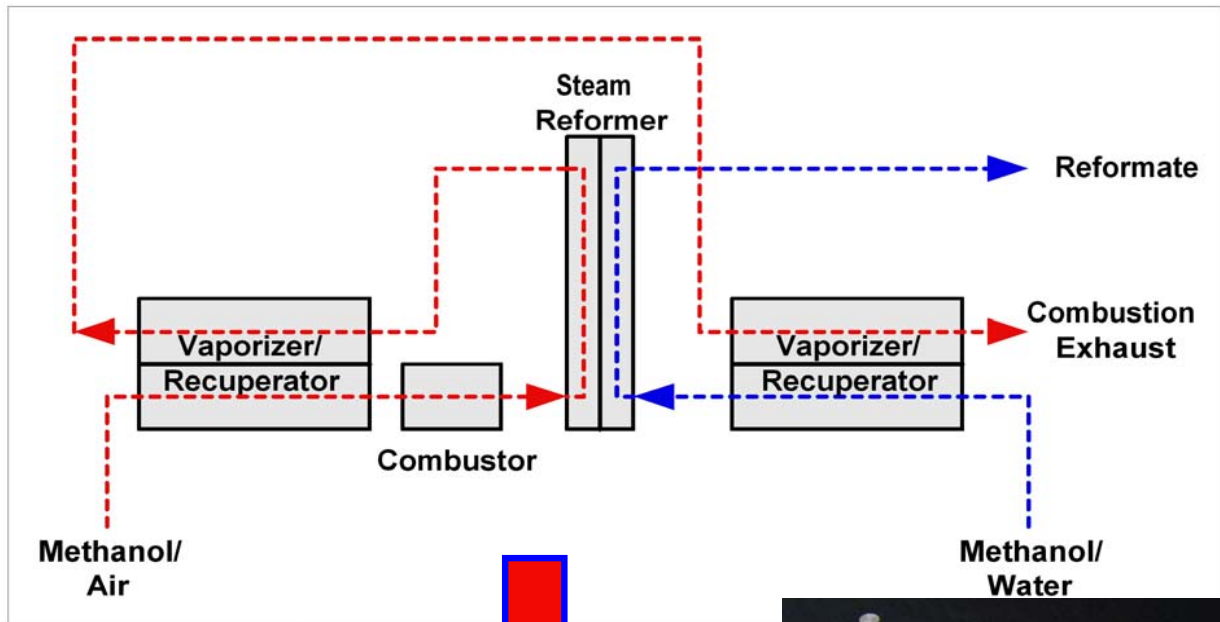 Steam
Reformer
Reformate
Combustion
Exhaust
Vaporizer/
Recuperator
Vaporizer/
Recuperator
Combustor
Methanol/
Air
Methanol/
Water